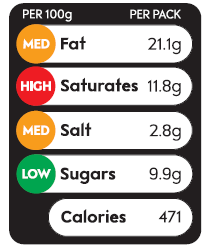 PER 100g PER PACK
MED Fat 21.1g
HIGH Saturates 11.8g
MED Salt 2.8g
LOW Sugars 9.9g
Calories 471